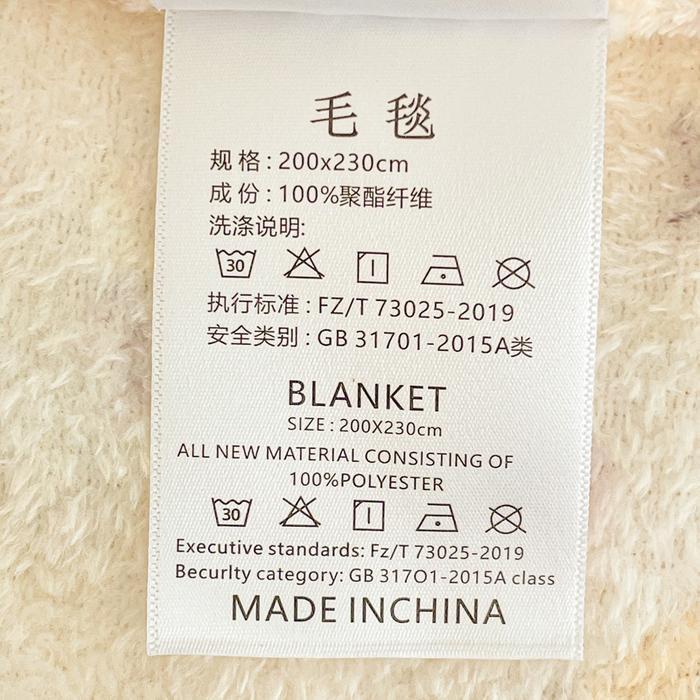 毛 毯
规 格 : 200x230cm
成 份 : 100%聚酯纤维
洗涤说明:
30
执行标准 : FZ/T 73025-2019
安全类别 : GB 31701-2015A类
BLANKET
SIZE : 200X230cm
ALL NEW MATERIAL CONSISTING OF
100%POLYESTER
30
Executive standards: Fz/T 73025-2019
Becurlty category: GB 317O1-2015A class
MADE INCHINA